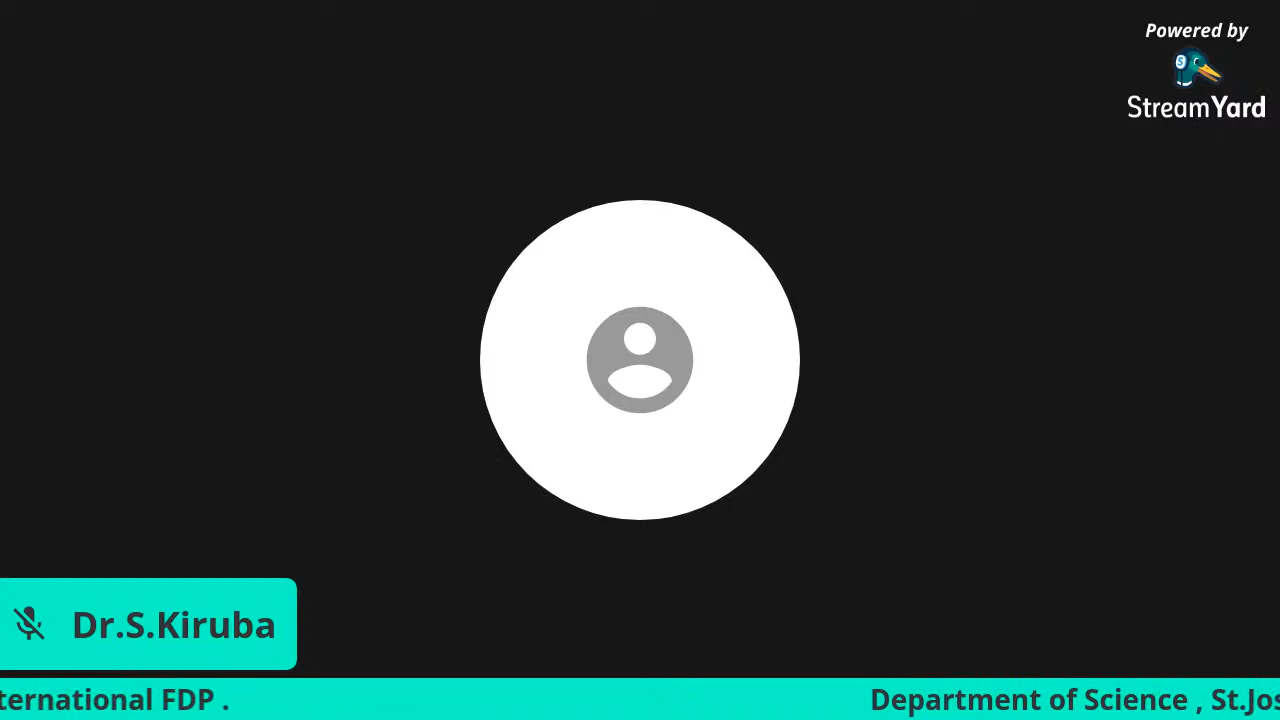 Powered by
StreamYard
Dr.S.Kiruba
ternational FDP .
Department of Science , St.Jos